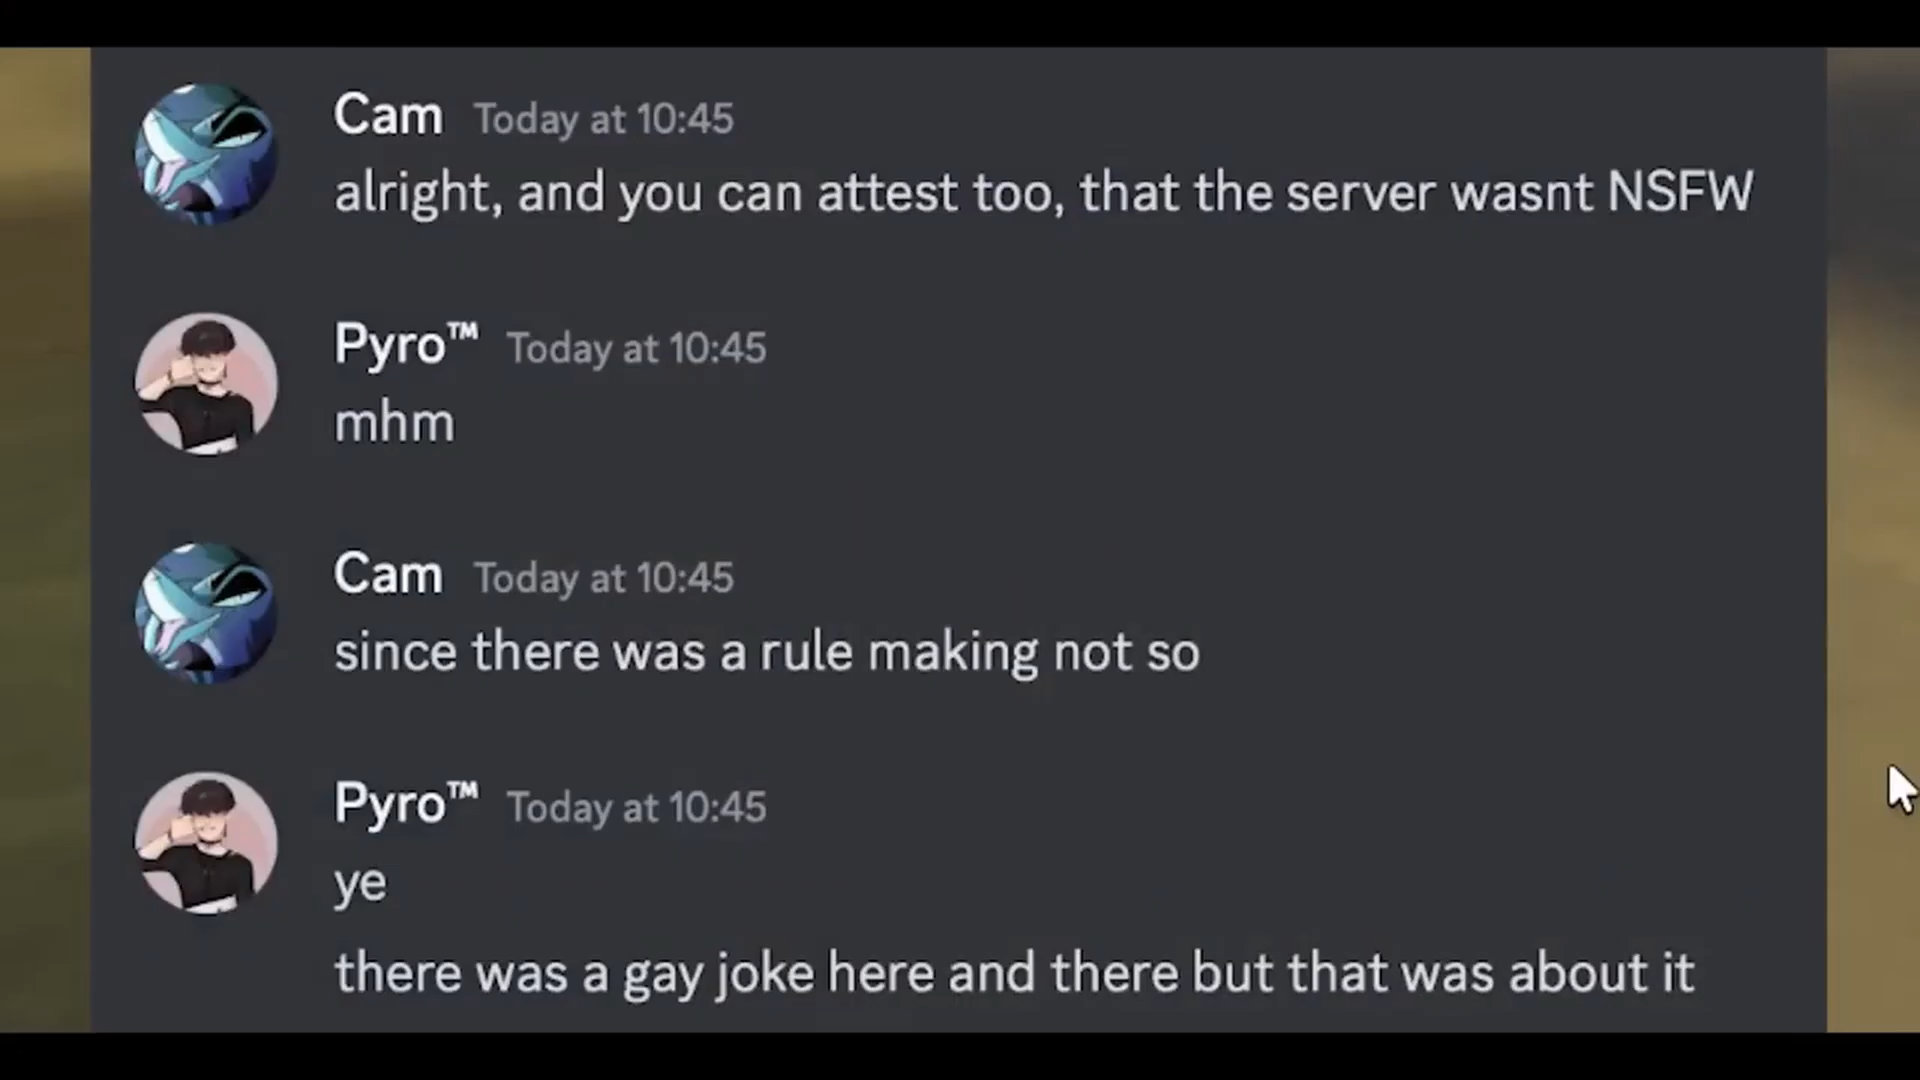 Cam Today at 10:45
alright, and you can attest too, that the server wasnt NSFW
Pyro™ Today at 10:45
mhm
Cam Today at 10:45
since there was a rule making not so
Pyro™ Today at 10:45
ye
there was a gay joke here and there but that was about it